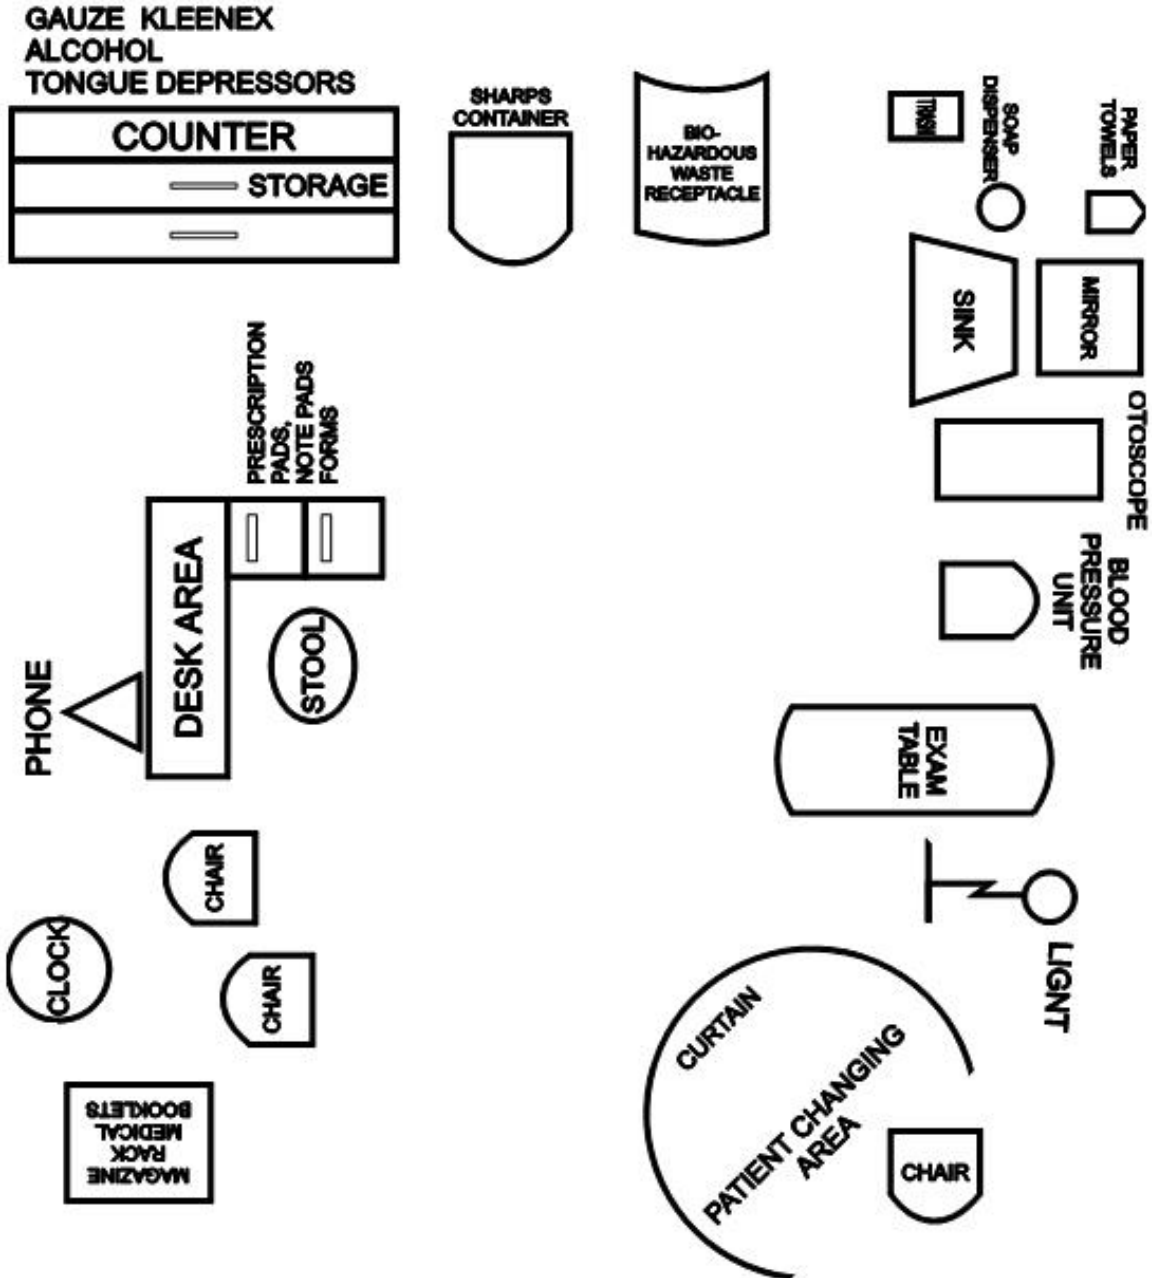 GAUZE KLEENEX
ALCOHOL
TONGUE DEPRESSORS
COUNTER
STORAGE
SHARPS
CONTAINER
BIO-
HAZARDOUS
WASTE
RECEPTACLE
TRASH
SOAP
DISPENSER
PAPER
TOWELS
SINK
MIRROR
OTOSCOPE
BLOOD
PRESSURE
UNIT
PRESCRIPTION
PADS,
NOTE PADS
FORMS
DESK AREA
STOOL
PHONE
EXAM
TABLE
LIGNT
CHAIR
CLOCK
CHAIR
CURTAIN
PATIENT CHANGING
AREA
CHAIR
MAGAZINE
RACK
MEDICAL
BOOKLETS